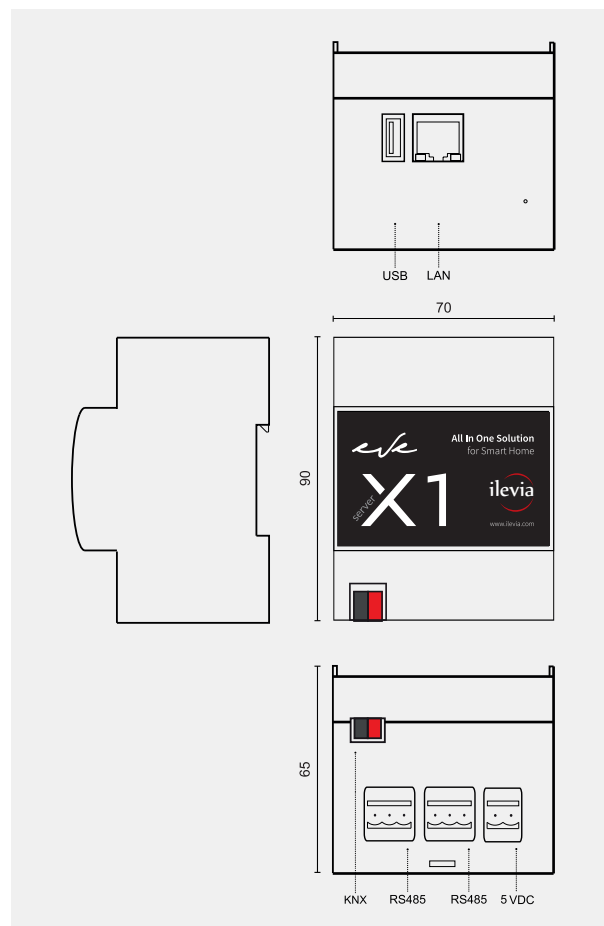 USB LAN
70
90
eve
All In One Solution
for Smart Home
server
X1
ilevia
www.ilevia.com
65
KNX RS485 RS485 5 VDC